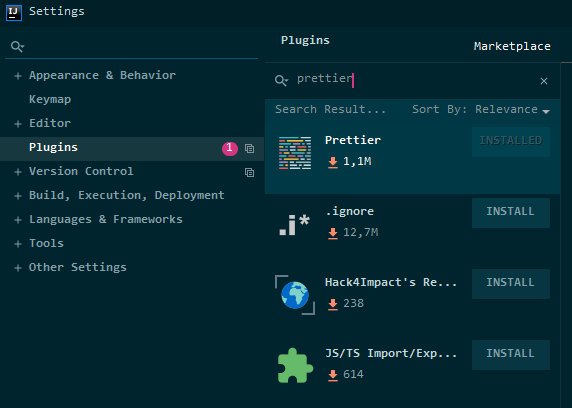 IJ Settings
Plugins
Marketplace
prettier
Appearance & Behavior
Keymap
Editor
Plugins 1
Version Control
Build, Execution, Deployment
Languages & Frameworks
Tools
Other Settings
Search Result... Sort By: Relevance
Prettier
1,1M
INSTALLED
.i* .ignore
12,7M
INSTALL
Hack4Impact's Re...
238
INSTALL
JS/TS Import/Exp...
614
INSTALL